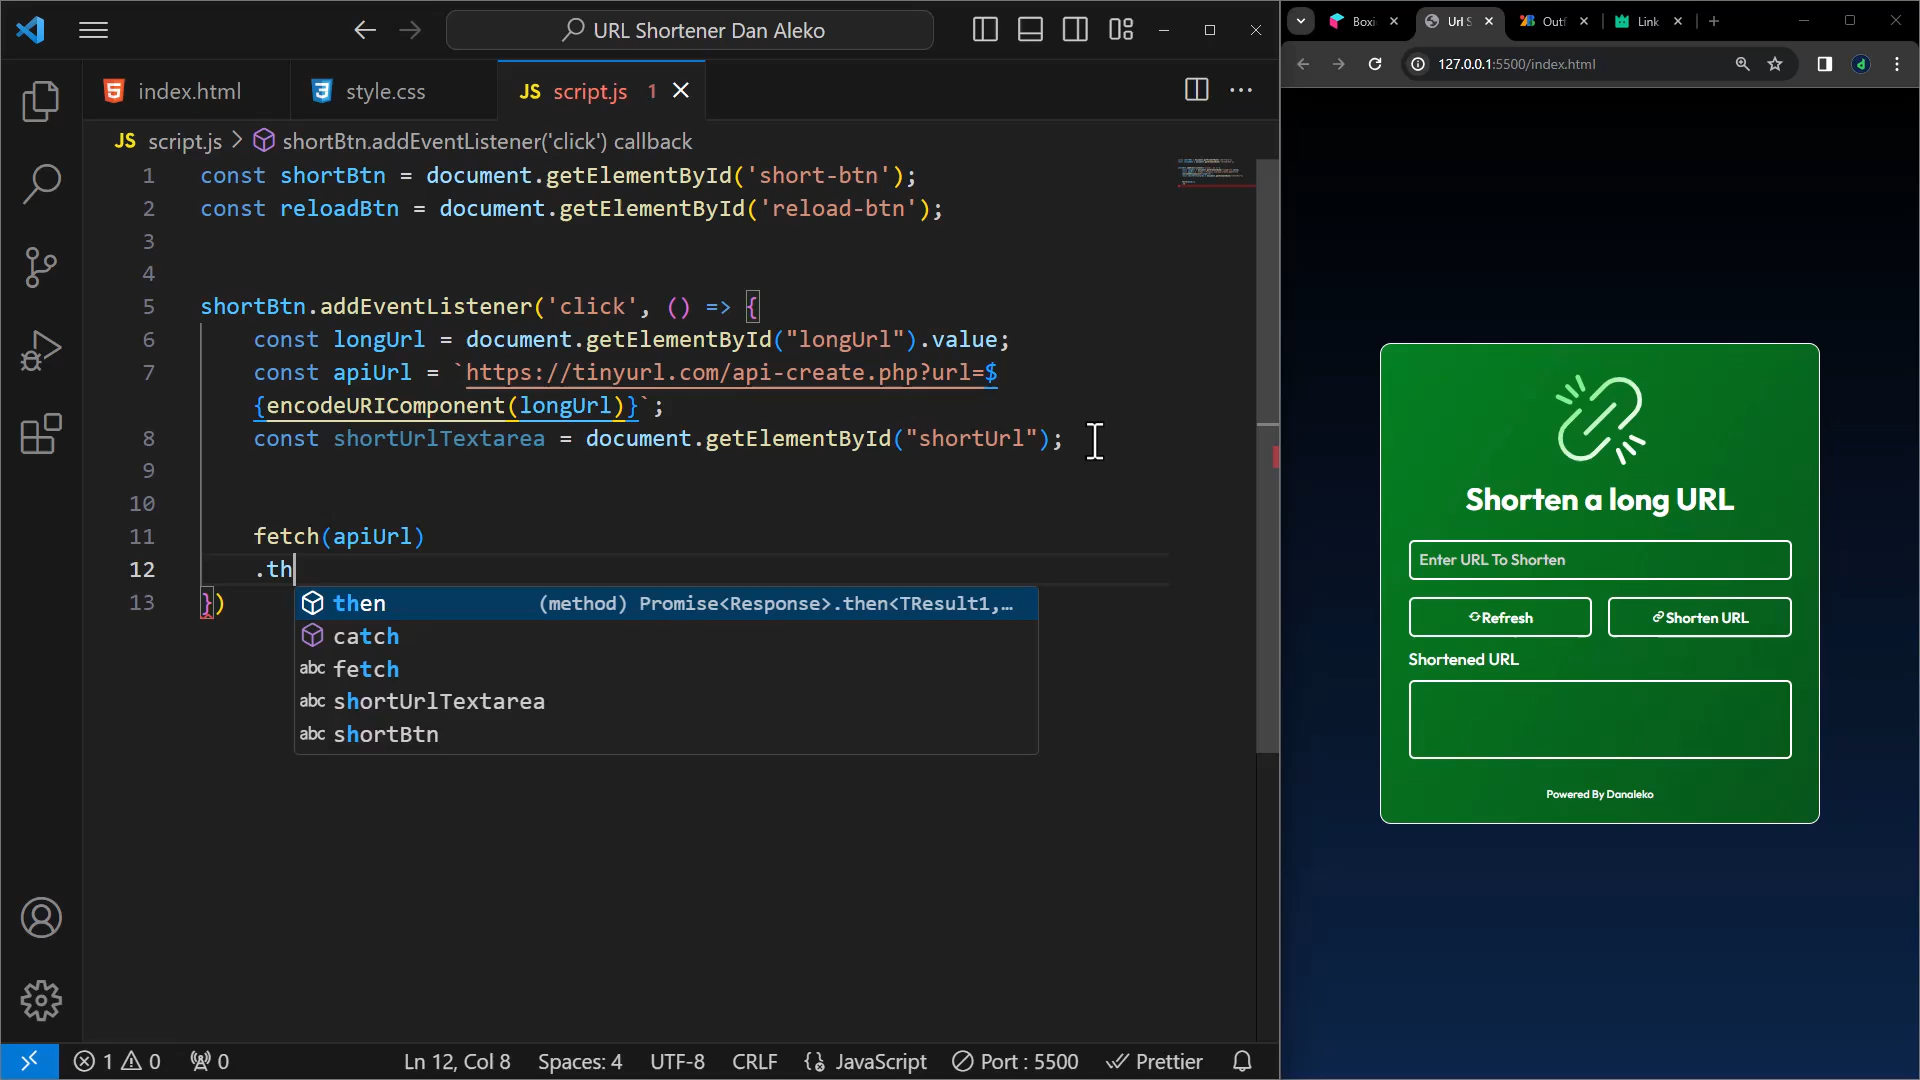 URL Shortener Dan Aleko
index.html
style.css
JS script.js 1
JS script.js > shortBtn.addEventListener('click') callback
1 const shortBtn = document.getElementById('short-btn');
2 const reloadBtn = document.getElementById('reload-btn');
3
4
5 shortBtn.addEventListener('click', () => {
6 const longUrl = document.getElementById("longUrl").value;
7 const apiUrl = `https://tinyurl.com/api-create.php?url=$
{encodeURIComponent(longUrl)}`;
8 const shortUrlTextarea = document.getElementById("shortUrl");
9
10
11 fetch(apiUrl)
12 .th
13 })
then (method) Promise<Response>.then<TResult1,…
catch
abc fetch
abc shortUrlTextarea
abc shortBtn
1 0 0 Ln 12, Col 8 Spaces: 4 UTF-8 CRLF JavaScript Port : 5500 Prettier
Boxi
Url S
Outf
Link
127.0.0.1:5500/index.html
d
Shorten a long URL
Enter URL To Shorten
Refresh
Shorten URL
Shortened URL
Powered By Danaleko